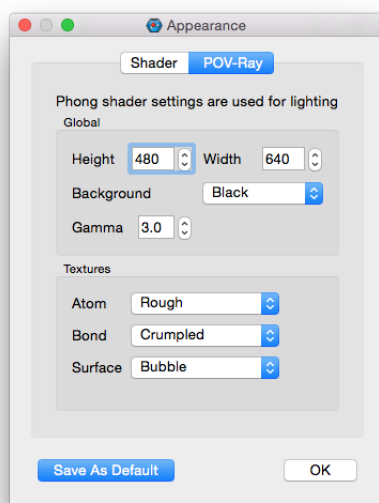 Appearance
Shader POV-Ray
Phong shader settings are used for lighting
Global
Height 480 Width 640
Background Black
Gamma 3.0
Textures
Atom Rough
Bond Crumpled
Surface Bubble
Save As Default OK